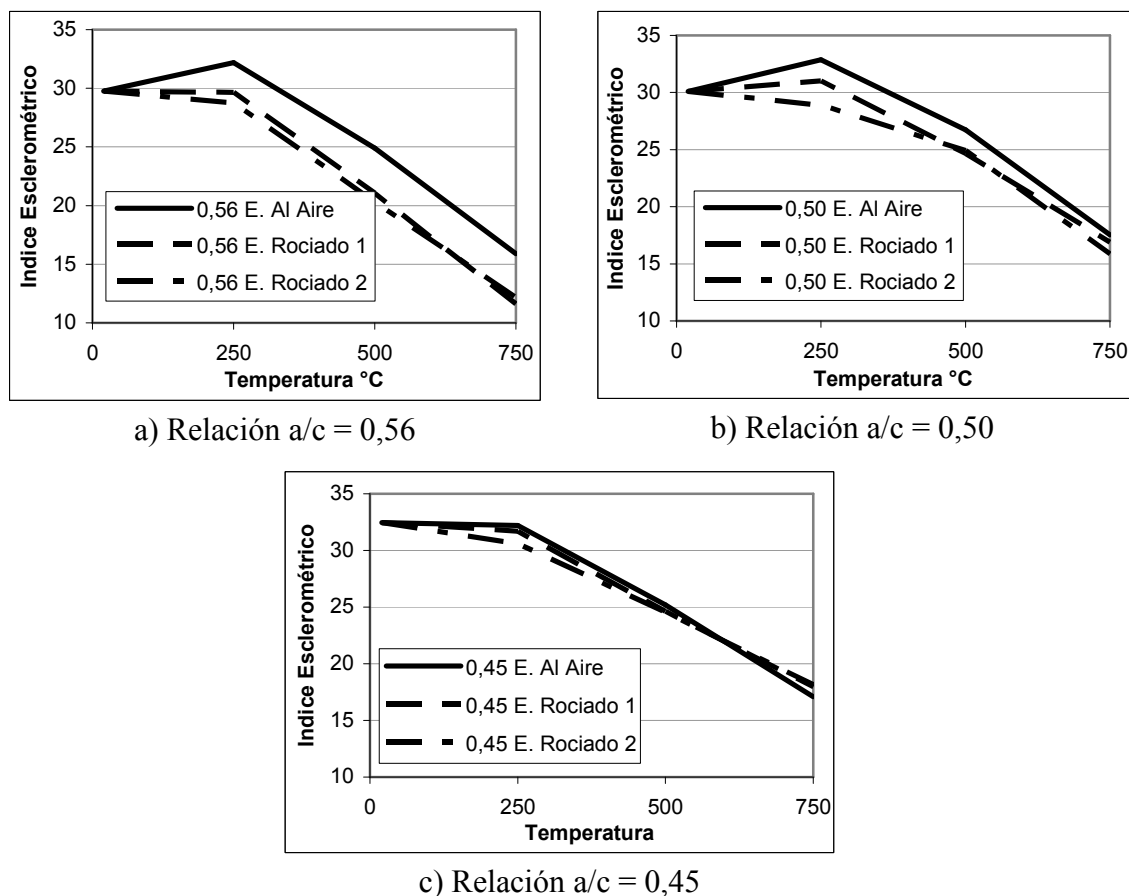 35
30
25
20
15
10
Indice Esclerométrico
0,56 E. Al Aire
0,56 E. Rociado 1
0,56 E. Rociado 2
0 250 500 750
Temperatura °C
a) Relación a/c = 0,56
35
30
25
20
15
10
Indice Esclerométrico
0,50 E. Al Aire
0,50 E. Rociado 1
0,50 E. Rociado 2
0 250 500 750
Temperatura °C
b) Relación a/c = 0,50
35
30
25
20
15
10
Indice Esclerométrico
0,45 E. Al Aire
0,45 E. Rociado 1
0,45 E. Rociado 2
0 250 500 750
Temperatura
c) Relación a/c = 0,45